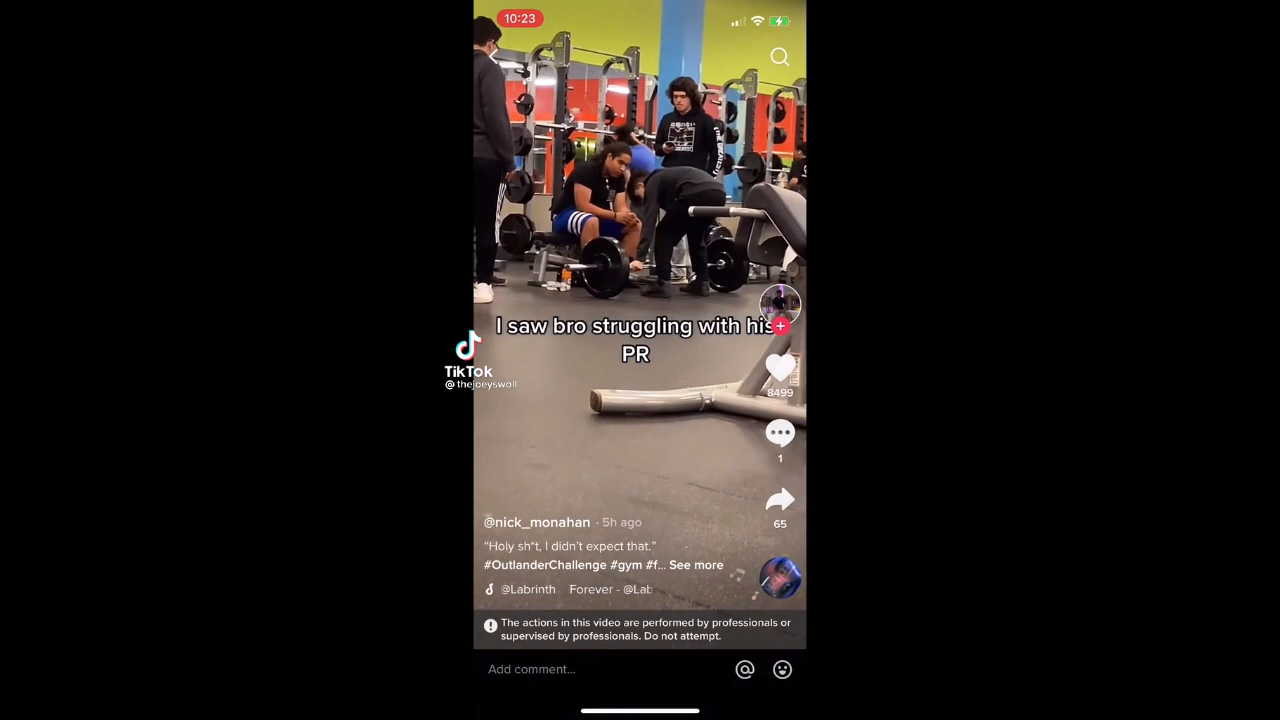 10:23
I saw bro struggling with his
PR
TikTok
@thejoeyswoll
8499
1
@nick_monahan · 5h ago
65
“Holy sh*t, I didn't expect that.”
#OutlanderChallenge #gym #f... See more
@Labrinth Forever - @Lab
The actions in this video are performed by professionals or
supervised by professionals. Do not attempt.
Add comment...